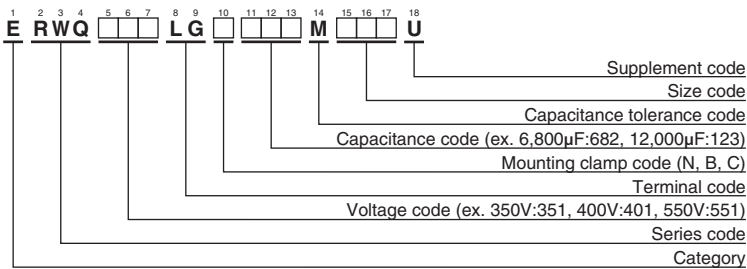 1 2 3 4 5 6 7 8 9 10 11 12 13 14 15 16 17 18
E RWQ □□□ LG □ □□□ M □□□ U
Supplement code
Size code
Capacitance tolerance code
Capacitance code (ex. 6,800µF:682, 12,000µF:123)
Mounting clamp code (N, B, C)
Terminal code
Voltage code (ex. 350V:351, 400V:401, 550V:551)
Series code
Category